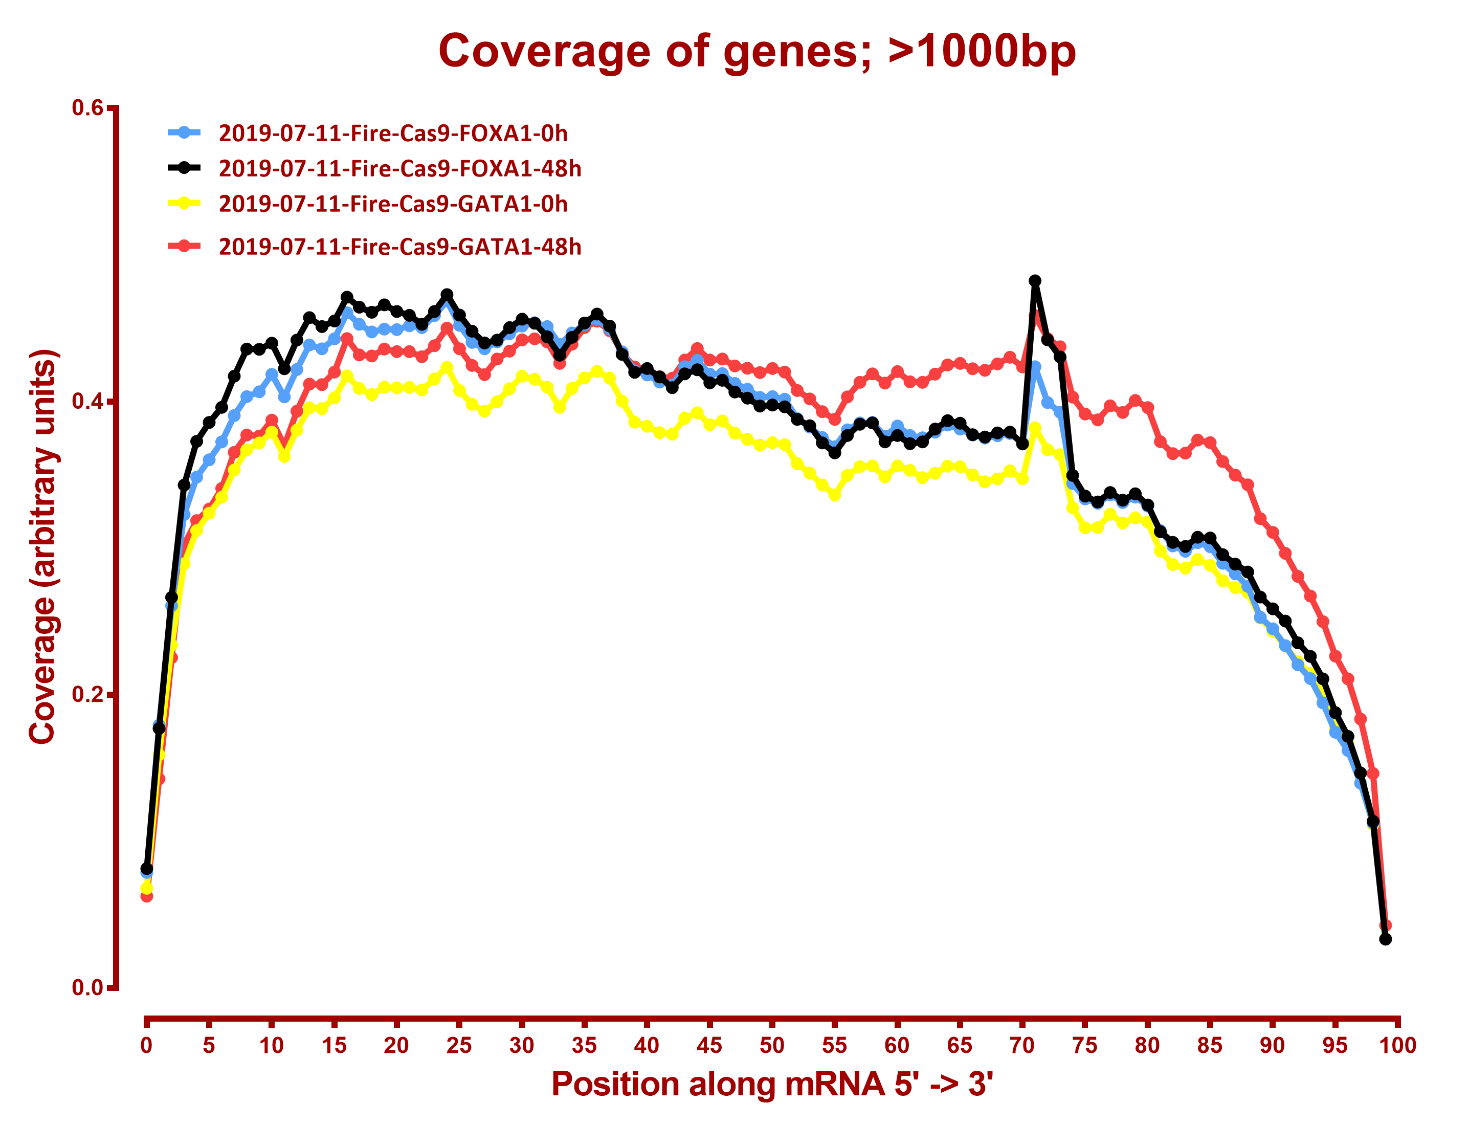 Coverage of genes; >1000bp
0.6
2019-07-11-Fire-Cas9-FOXA1-0h
2019-07-11-Fire-Cas9-FOXA1-48h
2019-07-11-Fire-Cas9-GATA1-0h
2019-07-11-Fire-Cas9-GATA1-48h
0.4
0.2
0.0
Coverage (arbitrary units)
0 5 10 15 20 25 30 35 40 45 50 55 60 65 70 75 80 85 90 95 100
Position along mRNA 5' -> 3'